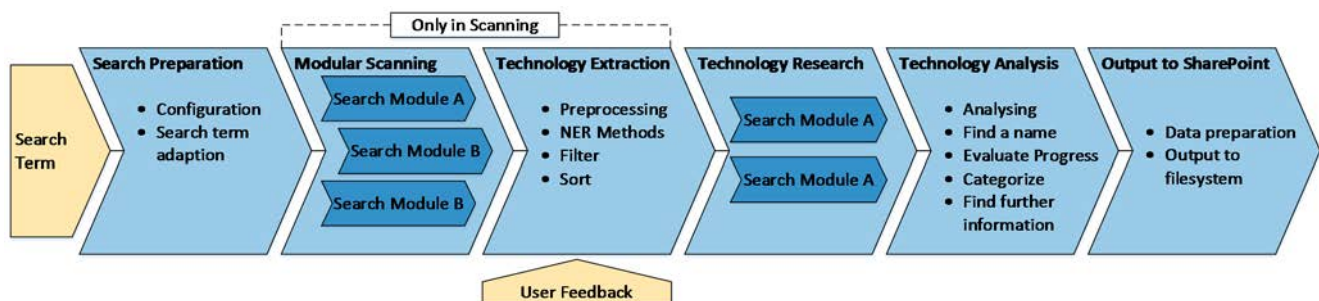 Only in Scanning
Search
Term
Search Preparation
• Configuration
• Search term
adaption
Modular Scanning
Search Module A
Search Module B
Search Module B
Technology Extraction
• Preprocessing
• NER Methods
• Filter
• Sort
User Feedback
Technology Research
Search Module A
Search Module A
Technology Analysis
• Analysing
• Find a name
• Evaluate Progress
• Categorize
• Find further
information
Output to SharePoint
• Data preparation
• Output to
filesystem